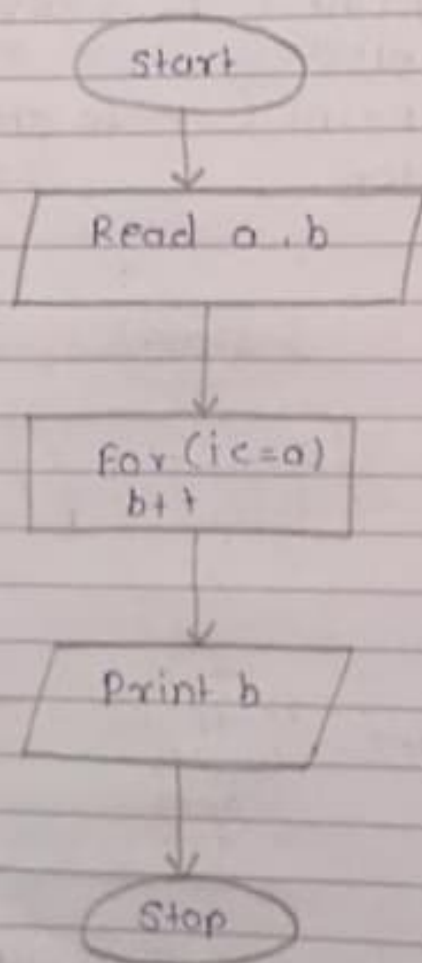 Start
Read a, b
For (i<=a)
b++
Print b
Stop